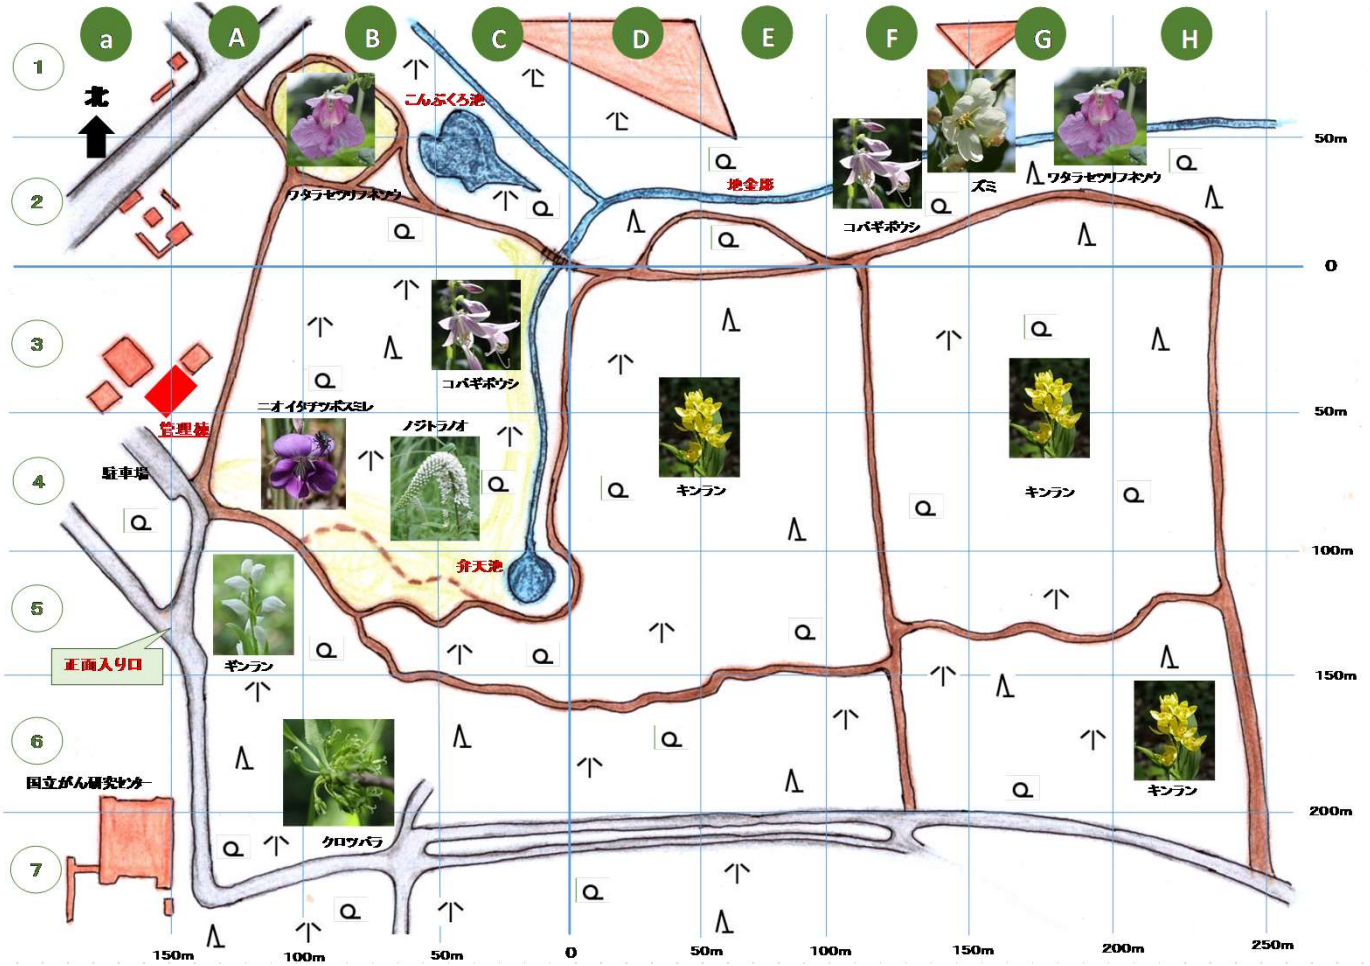 a A B C D E F G H
1
北
こんぶくろ池
50m
地金堀
ワタラセツリフネソウ
ズミ
ワタラセツリフネソウ
2
コバギボウシ
0
3
コバギボウシ
ニオイタチツボスミレ
50m
管理棟
ノジトラノオ
駐車場
4
キンラン
キンラン
100m
弁天池
5
正面入り口
ギンラン
150m
6
国立がん研究センター
キンラン
200m
クロツバラ
7
150m 100m 50m 0 50m 100m 150m 200m 250m